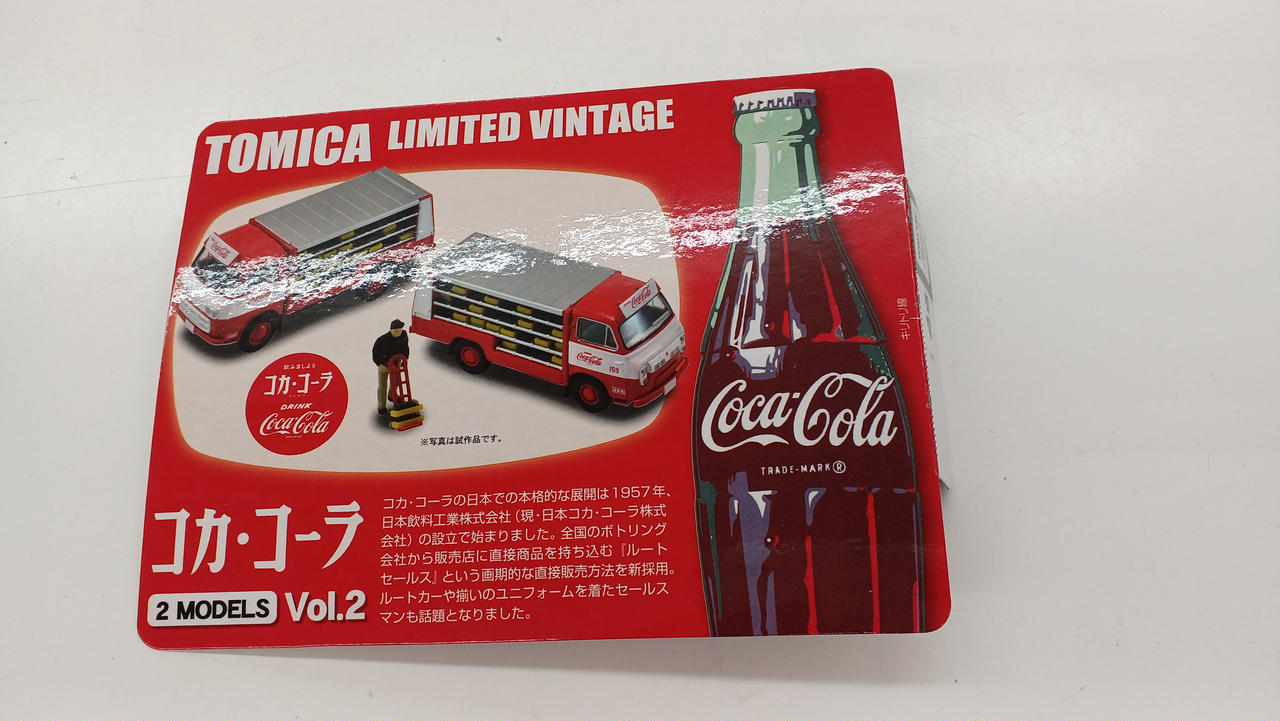 TOMICA LIMITED VINTAGE
Coca-Cola
Coca-Cola
Coca-Cola
169
飲みましょう
コカ・コーラ
DRINK
Coca-Cola
※写真は試作品です。
キリトリ線
Coca-Cola
TRADE-MARK®
コカ・コーラ
2 MODELS Vol.2
コカ・コーラの日本での本格的な展開は1957年、
日本飲料工業株式会社(現・日本コカ・コーラ株式
会社)の設立で始まりました。全国のボトリング
会社から販売店に直接商品を持ち込む『ルート
セールス』という画期的な直接販売方法を新採用。
ルートカーや揃いのユニフォームを着たセールス
マンも話題となりました。